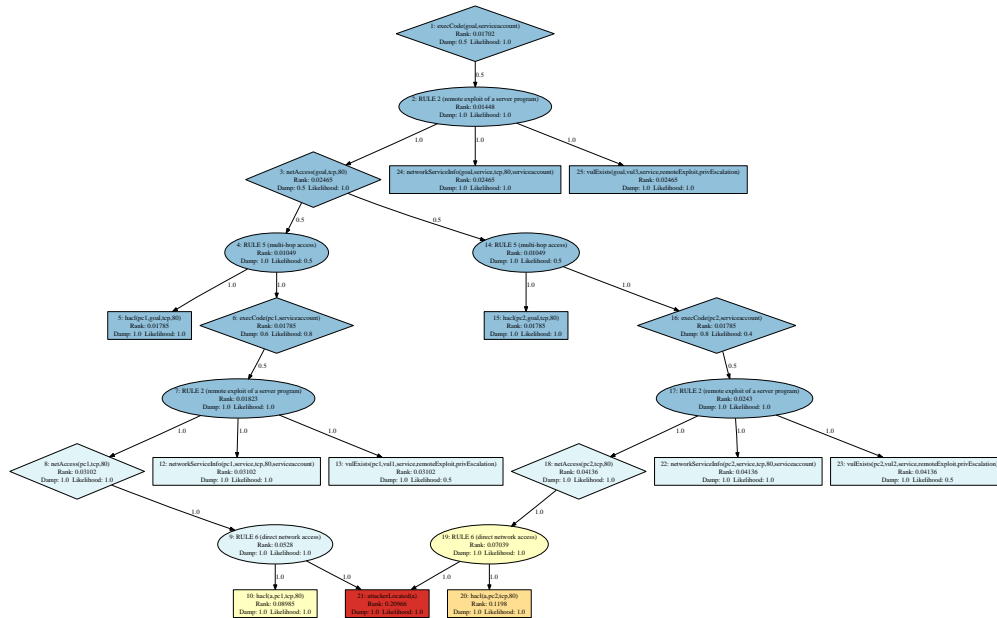 1: execCode(goal,serviceaccount)
Rank: 0.01702
Damp: 0.5 Likelihood: 1.0
0.5
2: RULE 2 (remote exploit of a server program)
Rank: 0.01448
Damp: 1.0 Likelihood: 1.0
1.0
1.0
1.0
3: netAccess(goal,tcp,80)
Rank: 0.02465
Damp: 0.5 Likelihood: 1.0
24: networkServiceInfo(goal,service,tcp,80,serviceaccount)
Rank: 0.02465
Damp: 1.0 Likelihood: 1.0
25: vulExists(goal,vul3,service,remoteExploit,privEscalation)
Rank: 0.02465
Damp: 1.0 Likelihood: 1.0
0.5
0.5
4: RULE 5 (multi-hop access)
Rank: 0.01049
Damp: 1.0 Likelihood: 0.5
14: RULE 5 (multi-hop access)
Rank: 0.01049
Damp: 1.0 Likelihood: 0.5
1.0
1.0
1.0
1.0
5: hacl(pc1,goal,tcp,80)
Rank: 0.01785
Damp: 1.0 Likelihood: 1.0
6: execCode(pc1,serviceaccount)
Rank: 0.01785
Damp: 0.6 Likelihood: 0.8
15: hacl(pc2,goal,tcp,80)
Rank: 0.01785
Damp: 1.0 Likelihood: 1.0
16: execCode(pc2,serviceaccount)
Rank: 0.01785
Damp: 0.8 Likelihood: 0.4
0.5
0.5
7: RULE 2 (remote exploit of a server program)
Rank: 0.01823
Damp: 1.0 Likelihood: 1.0
17: RULE 2 (remote exploit of a server program)
Rank: 0.0243
Damp: 1.0 Likelihood: 1.0
1.0
1.0
1.0
1.0
1.0
1.0
8: netAccess(pc1,tcp,80)
Rank: 0.03102
Damp: 1.0 Likelihood: 1.0
12: networkServiceInfo(pc1,service,tcp,80,serviceaccount)
Rank: 0.03102
Damp: 1.0 Likelihood: 1.0
13: vulExists(pc1,vul1,service,remoteExploit,privEscalation)
Rank: 0.03102
Damp: 1.0 Likelihood: 0.5
18: netAccess(pc2,tcp,80)
Rank: 0.04136
Damp: 1.0 Likelihood: 1.0
22: networkServiceInfo(pc2,service,tcp,80,serviceaccount)
Rank: 0.04136
Damp: 1.0 Likelihood: 1.0
23: vulExists(pc2,vul2,service,remoteExploit,privEscalation)
Rank: 0.04136
Damp: 1.0 Likelihood: 0.5
1.0
1.0
9: RULE 6 (direct network access)
Rank: 0.0528
Damp: 1.0 Likelihood: 1.0
19: RULE 6 (direct network access)
Rank: 0.07039
Damp: 1.0 Likelihood: 1.0
1.0
1.0
1.0
1.0
10: hacl(a,pc1,tcp,80)
Rank: 0.08985
Damp: 1.0 Likelihood: 1.0
21: attackerLocated(a)
Rank: 0.20966
Damp: 1.0 Likelihood: 1.0
20: hacl(a,pc2,tcp,80)
Rank: 0.1198
Damp: 1.0 Likelihood: 1.0